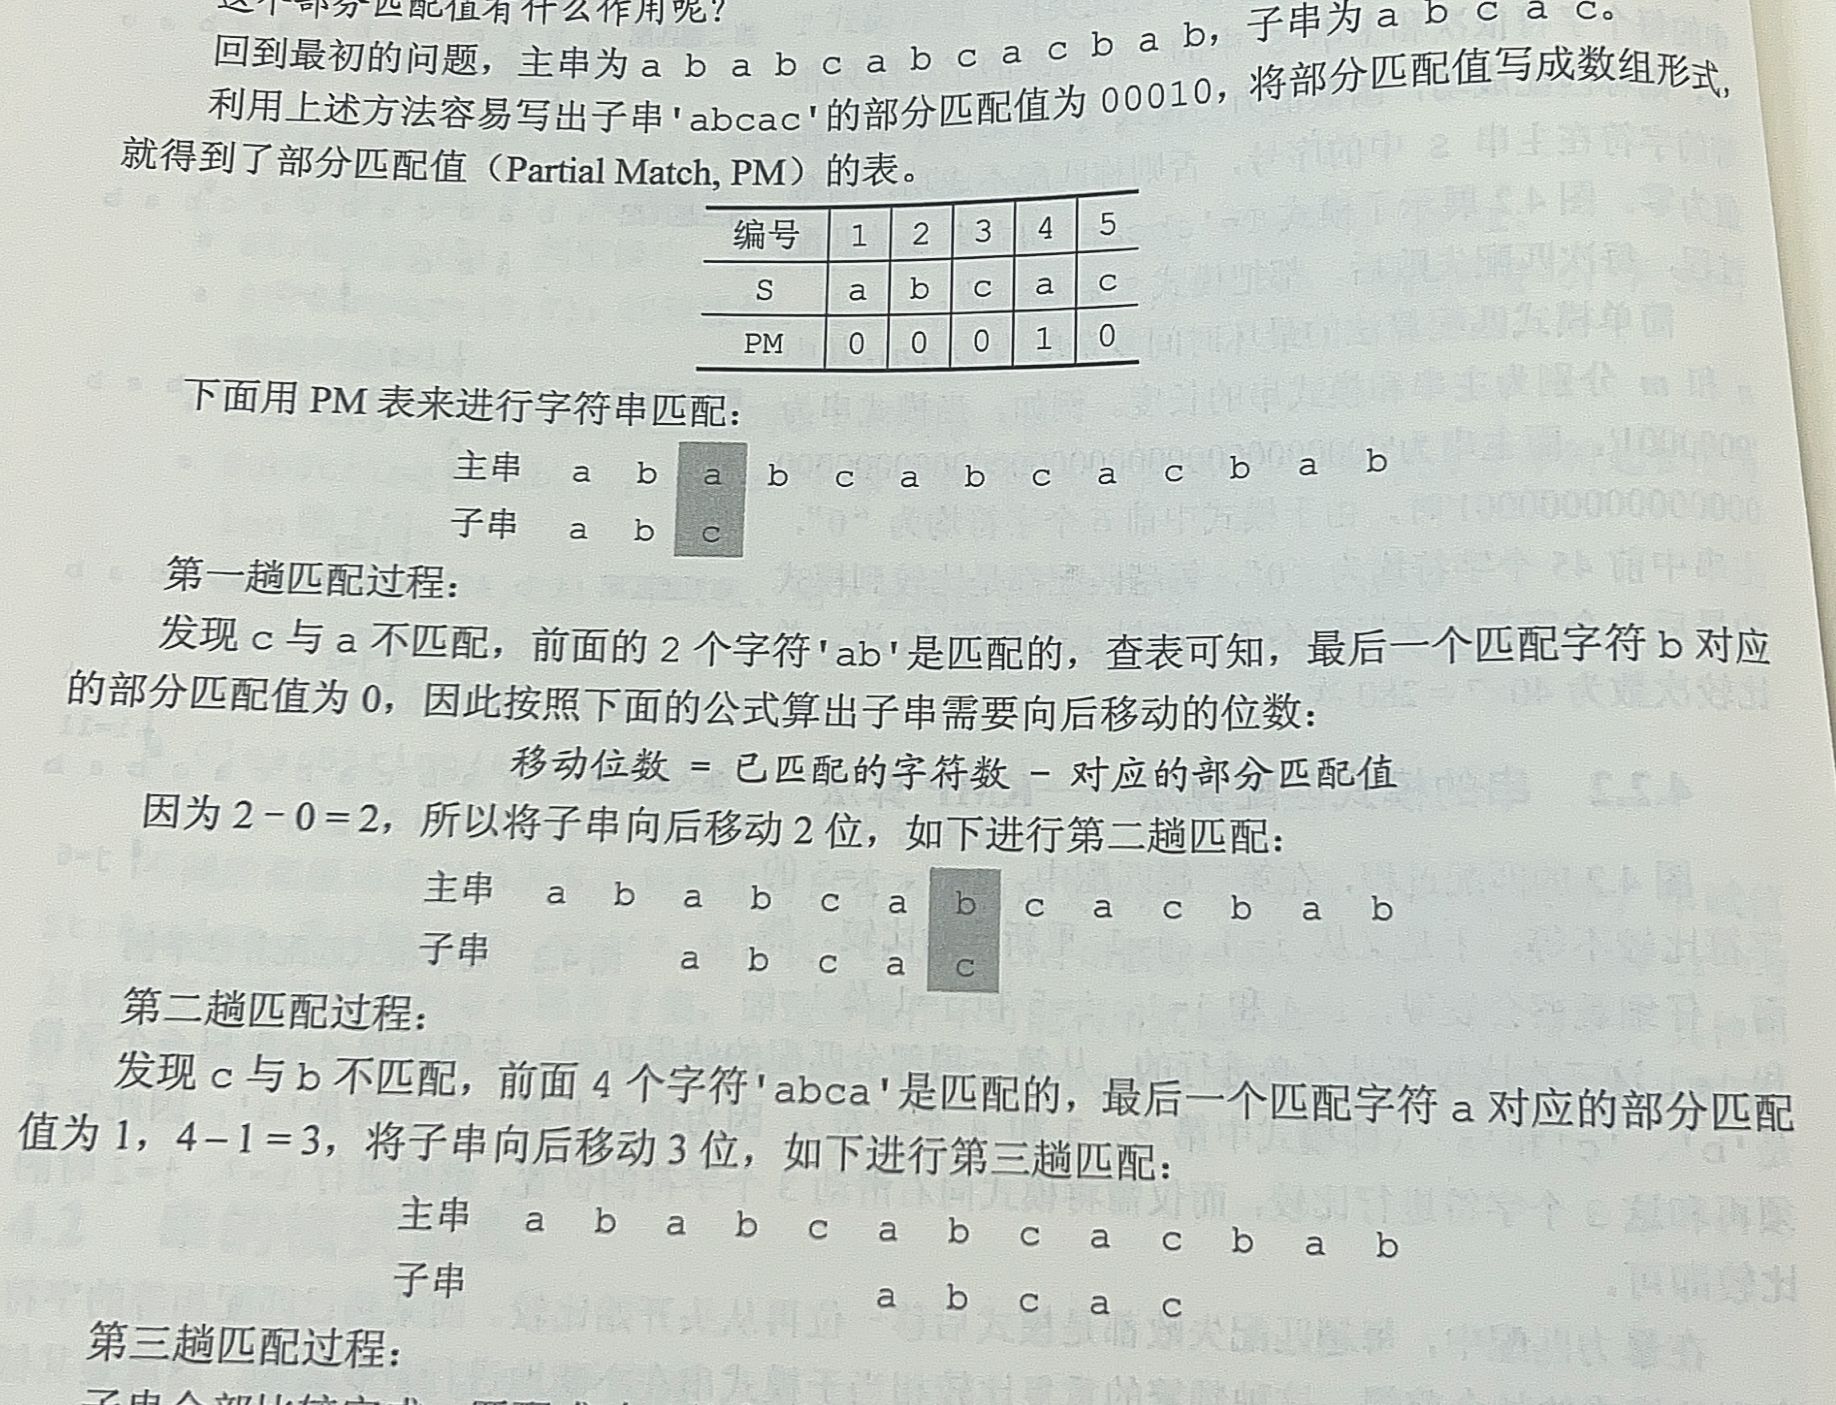 这个部分匹配值有什么作用呢？
回到最初的问题，主串为 a b a b c a b c a c b a b，子串为 a b c a c。
利用上述方法容易写出子串'abcac'的部分匹配值为 00010，将部分匹配值写成数组形式，
就得到了部分匹配值（Partial Match, PM）的表。
编号 1 2 3 4 5
S a b c a c
PM 0 0 0 1 0
下面用 PM 表来进行字符串匹配：
主串 a b a b c a b c a c b a b
子串 a b c
第一趟匹配过程：
发现 c 与 a 不匹配，前面的 2 个字符'ab'是匹配的，查表可知，最后一个匹配字符 b 对应
的部分匹配值为 0，因此按照下面的公式算出子串需要向后移动的位数：
移动位数 = 已匹配的字符数 - 对应的部分匹配值
因为 2 - 0 = 2，所以将子串向后移动 2 位，如下进行第二趟匹配：
主串 a b a b c a b c a c b a b
子串 a b c a c
第二趟匹配过程：
发现 c 与 b 不匹配，前面 4 个字符'abca'是匹配的，最后一个匹配字符 a 对应的部分匹配
值为 1，4 - 1 = 3，将子串向后移动 3 位，如下进行第三趟匹配：
主串 a b a b c a b c a c b a b
子串 a b c a c
第三趟匹配过程：
子串全部比较完成，匹配成功